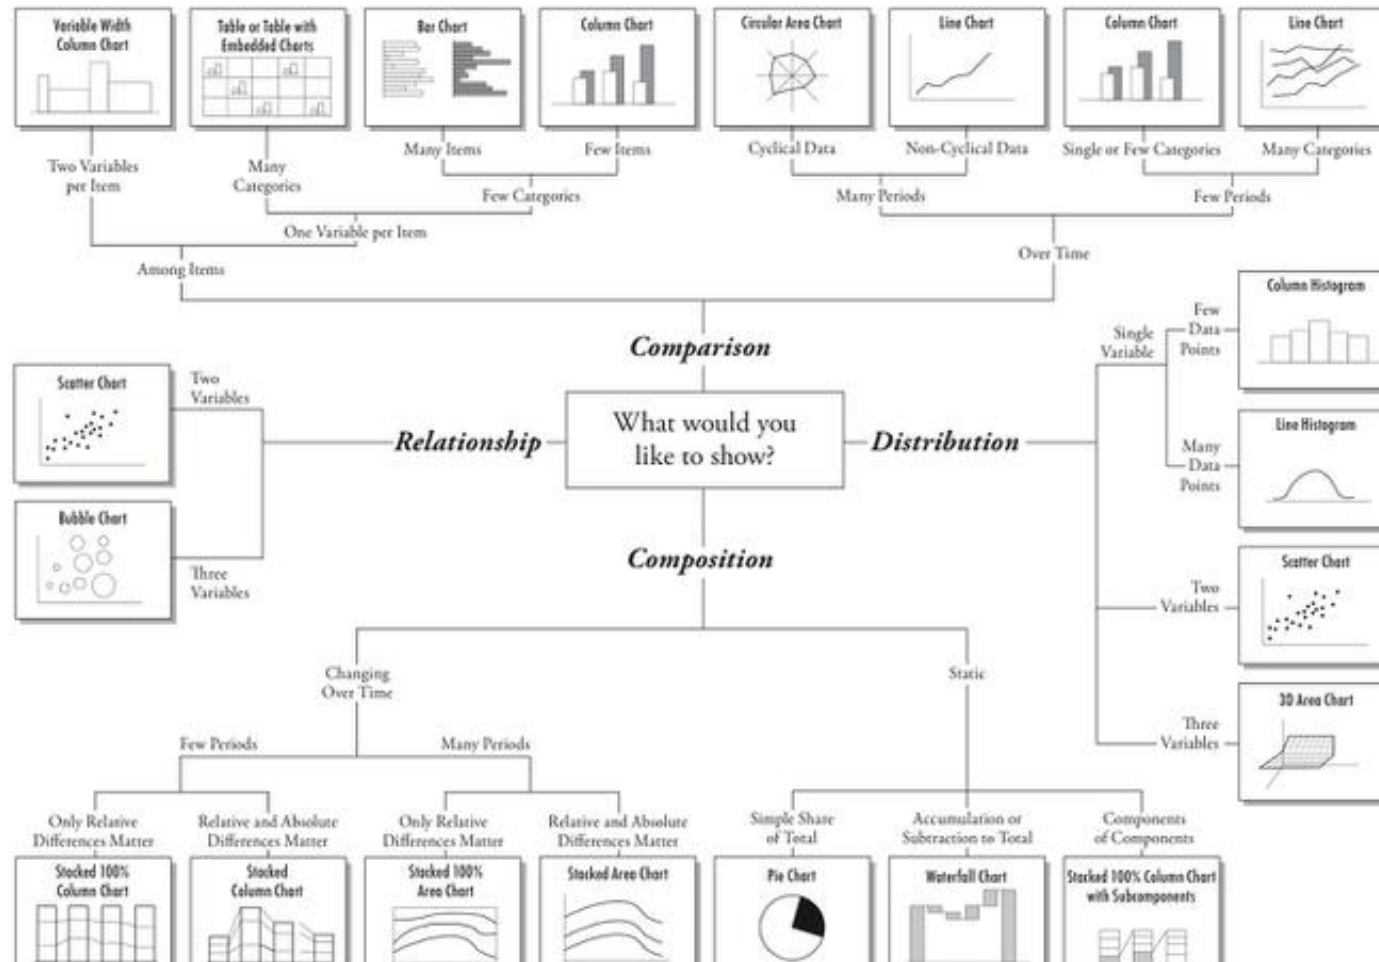 Variable Width
Column Chart
Table or Table with
Embedded Charts
Bar Chart
Column Chart
Circular Area Chart
Line Chart
Column Chart
Line Chart
Two Variables
per Item
Many
Categories
Many Items
Few Items
Cyclical Data
Non-Cyclical Data
Single or Few Categories
Many Categories
Few Categories
Many Periods
Few Periods
One Variable per Item
Among Items
Over Time
Comparison
What would you
like to show?
Relationship
Two
Variables
Scatter Chart
Three
Variables
Bubble Chart
Distribution
Single
Variable
Few
Data
Points
Column Histogram
Many
Data
Points
Line Histogram
Two
Variables
Scatter Chart
Three
Variables
3D Area Chart
Composition
Changing
Over Time
Static
Few Periods
Many Periods
Only Relative
Differences Matter
Relative and Absolute
Differences Matter
Only Relative
Differences Matter
Relative and Absolute
Differences Matter
Simple Share
of Total
Accumulation or
Subtraction to Total
Components
of Components
Stacked 100%
Column Chart
Stacked
Column Chart
Stacked 100%
Area Chart
Stacked Area Chart
Pie Chart
Waterfall Chart
Stacked 100% Column Chart
with Subcomponents